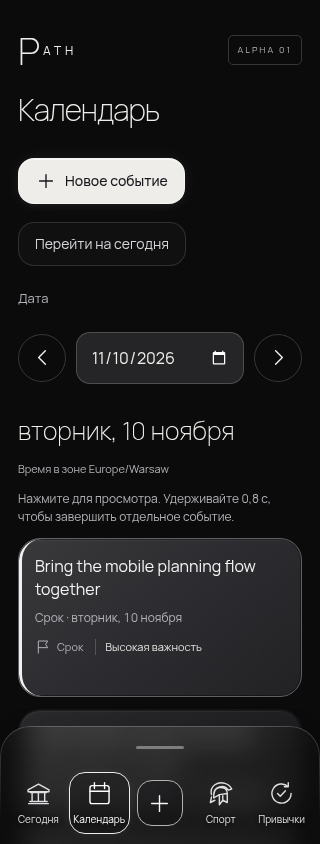 PATH
ALPHA 01
Календарь
Новое событие
Перейти на сегодня
Дата
11/10/2026
вторник, 10 ноября
Время в зоне Europe/Warsaw
Нажмите для просмотра. Удерживайте 0,8 с,
чтобы завершить отдельное событие.
Bring the mobile planning flow
together
Срок · вторник, 10 ноября
Срок
Высокая важность
Сегодня
Календарь
Спорт
Привычки